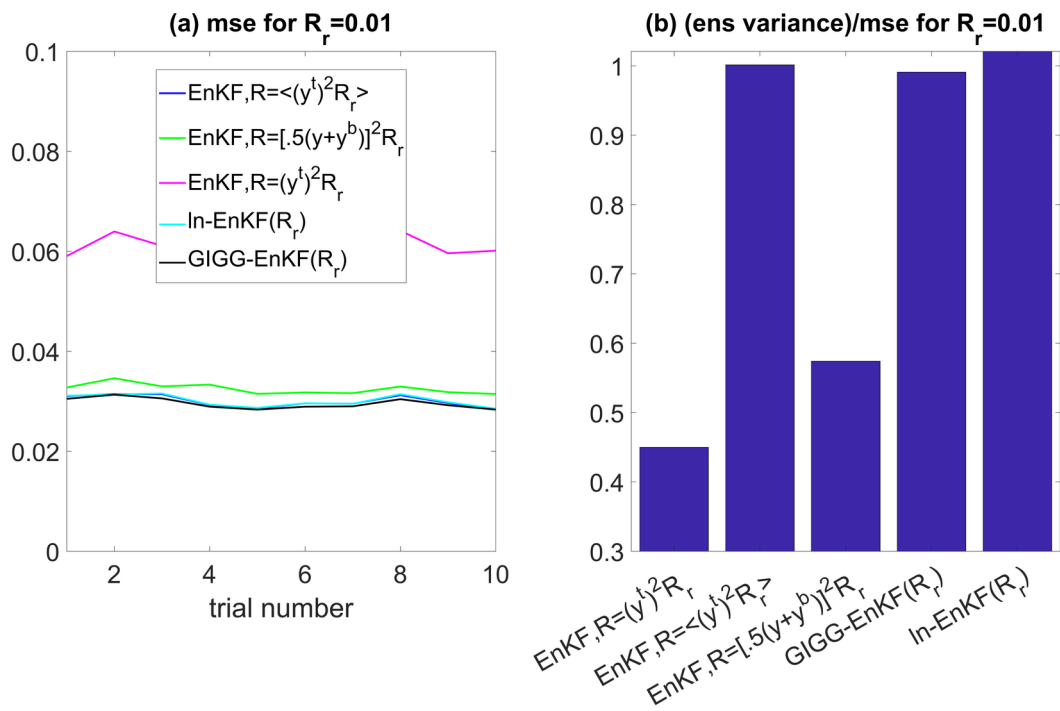 (a) mse for R_r=0.01
0.1
0.08
0.06
0.04
0.02
0
EnKF,R=<(y^t)^2R_r>
EnKF,R=[.5(y+y^b)]^2R_r
EnKF,R=(y^t)^2R_r
ln-EnKF(R_r)
GIGG-EnKF(R_r)
2 4 6 8 10
trial number
(b) (ens variance)/mse for R_r=0.01
1
0.9
0.8
0.7
0.6
0.5
0.4
0.3
EnKF,R=(y^t)^2R_r
EnKF,R=<(y^t)^2R_r>
EnKF,R=[.5(y+y^b)]^2R_r
GIGG-EnKF(R_r)
ln-EnKF(R_r)